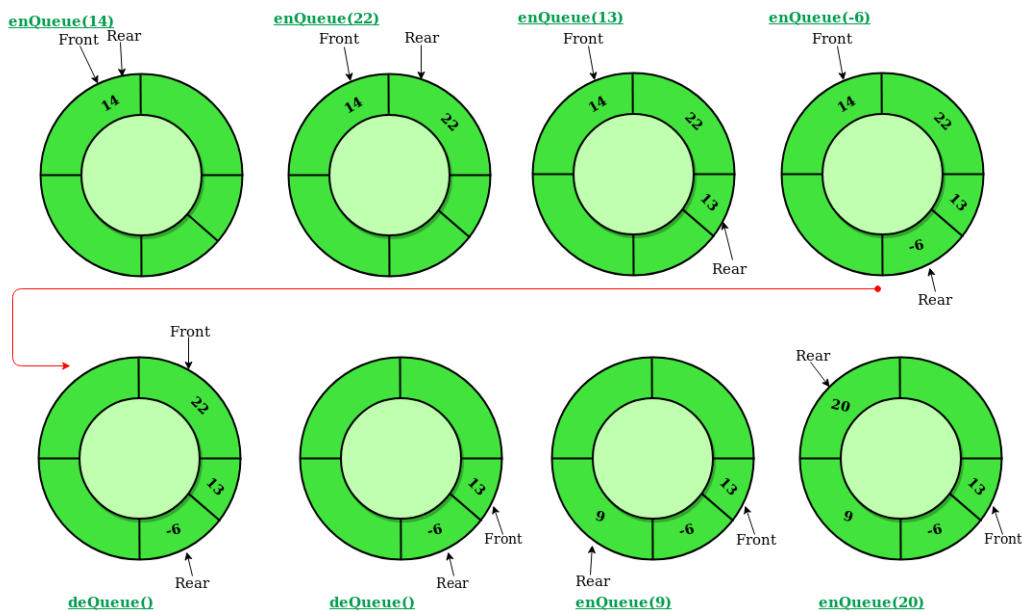 enQueue(14)
Front
Rear
14
enQueue(22)
Front
Rear
14
22
enQueue(13)
Front
14
22
13
Rear
enQueue(-6)
Front
14
22
13
-6
Rear
Front
22
13
-6
Rear
deQueue()
13
-6
Front
Rear
deQueue()
13
9
-6
Front
Rear
enQueue(9)
Rear
20
13
9
-6
Front
enQueue(20)